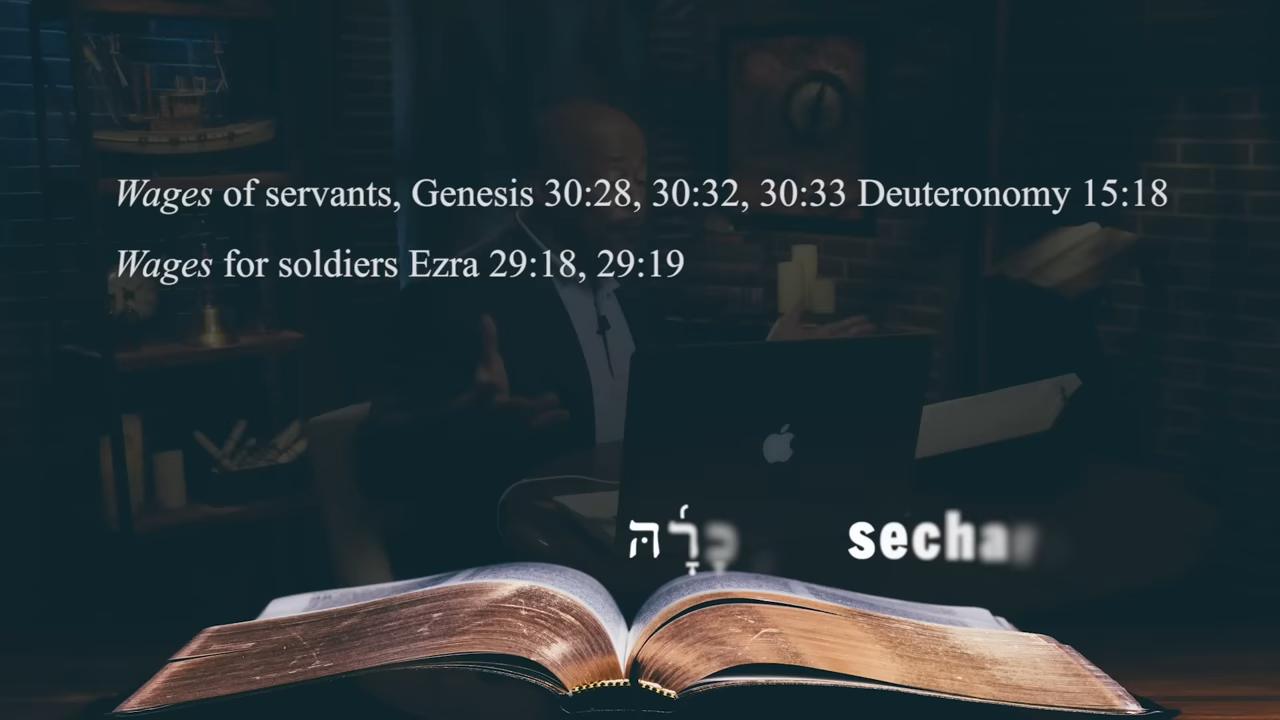 Wages of servants, Genesis 30:28, 30:32, 30:33 Deuteronomy 15:18
Wages for soldiers Ezra 29:18, 29:19